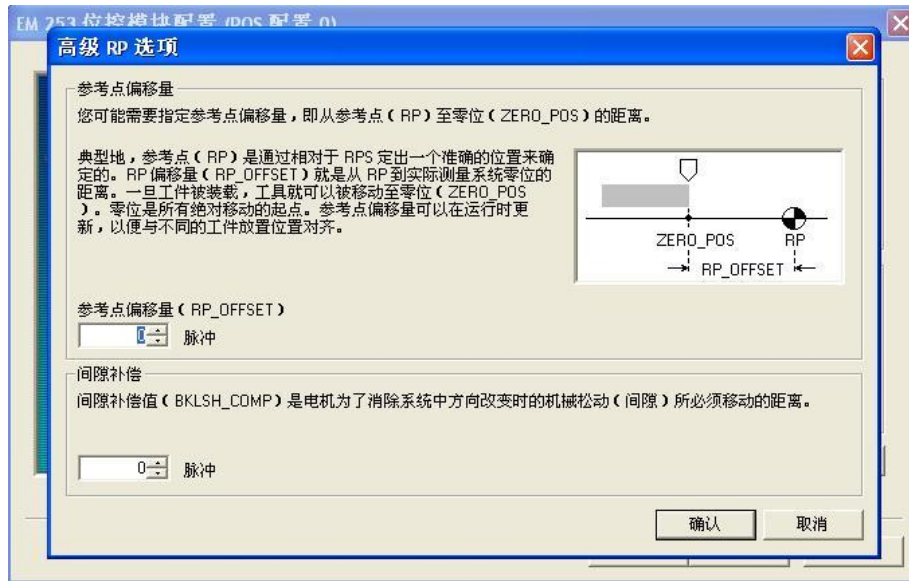 EM 253 位控模块配置 (POS 配置 0)
高级 RP 选项
参考点偏移量
您可能需要指定参考点偏移量，即从参考点（RP）至零位（ZERO_POS）的距离。
典型地，参考点（RP）是通过相对于 RPS 定出一个准确的位置来确
定的。RP 偏移量（RP_OFFSET）就是从 RP 到实际测量系统零位的
距离。一旦工件被装载，工具就可以被移动至零位（ZERO_POS
）。零位是所有绝对移动的起点。参考点偏移量可以在运行时更
新，以便与不同的工件放置位置对齐。
ZERO_POS RP
RP_OFFSET
参考点偏移量（RP_OFFSET）
0 脉冲
间隙补偿
间隙补偿值（BKLSH_COMP）是电机为了消除系统中方向改变时的机械松动（间隙）所必须移动的距离。
0 脉冲
确认 取消